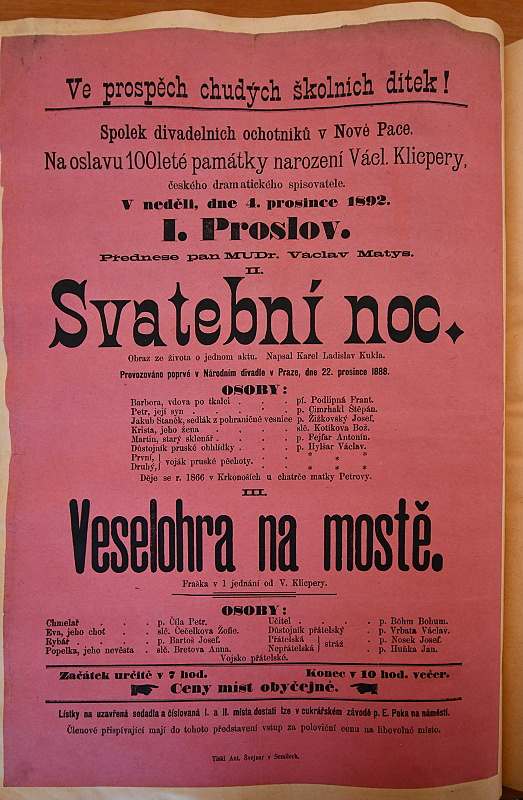 Ve prospěch chudých školních dítek!
Spolek divadelních ochotníků v Nové Pace.
Na oslavu 100leté památky narození Václ. Klicpery,
českého dramatického spisovatele.
V neděli, dne 4. prosince 1892.
I. Proslov.
Přednese pan MUDr. Václav Matys.
II.
Svatební noc.
Obraz ze života o jednom aktu. Napsal Karel Ladislav Kukla.
Provozováno poprvé v Národním divadle v Praze, dne 22. prosince 1888.
OSOBY:
Barbora, vdova po tkalci . . . . pí. Podlipná Frant.
Petr, její syn . . . . . p. Cimrhakl Štěpán.
Jakub Staněk, sedlák z pohraničné vesnice p. Žižkovský Josef.
Krista, jeho žena . . . . slč. Kotíkova Bož.
Martin, starý sklenář . . . . p. Fejfar Antonín.
Důstojník pruské obhlídky . . . p. Hylšar Václav.
První, } voják pruské pěchoty. . . * * *
Druhý, } * * *
Děje se r. 1866 v Krkonoších u chatrče matky Petrovy.
III.
Veselohra na mostě.
Fraška v 1 jednání od V. Klicpery.
OSOBY:
Chmelař . . . p. Číla Petr.
Eva, jeho choť . slč. Čečelkova Žofie.
Rybář . . . p. Bartoš Josef.
Popelka, jeho nevěsta . slč. Bretova Anna.
Učitel . . . . p. Böhm Bohum.
Důstojník přátelský . p. Vrbata Václav.
Přátelská } stráž . p. Nosek Josef.
Nepřátelská } . p. Huňka Jan.
Vojsko přátelské.
Začátek určitě v 7 hod. Konec v 10 hod. večer.
Ceny míst obyčejné.
Lístky na uzavřená sedadla a číslovaná I. a II. místa dostati lze v cukrářském závodě p. E. Peka na náměstí.
Členové přispívající mají do tohoto představení vstup za poloviční cenu na libovolné místo.
Tiskl Ant. Švejnar v Semilech.